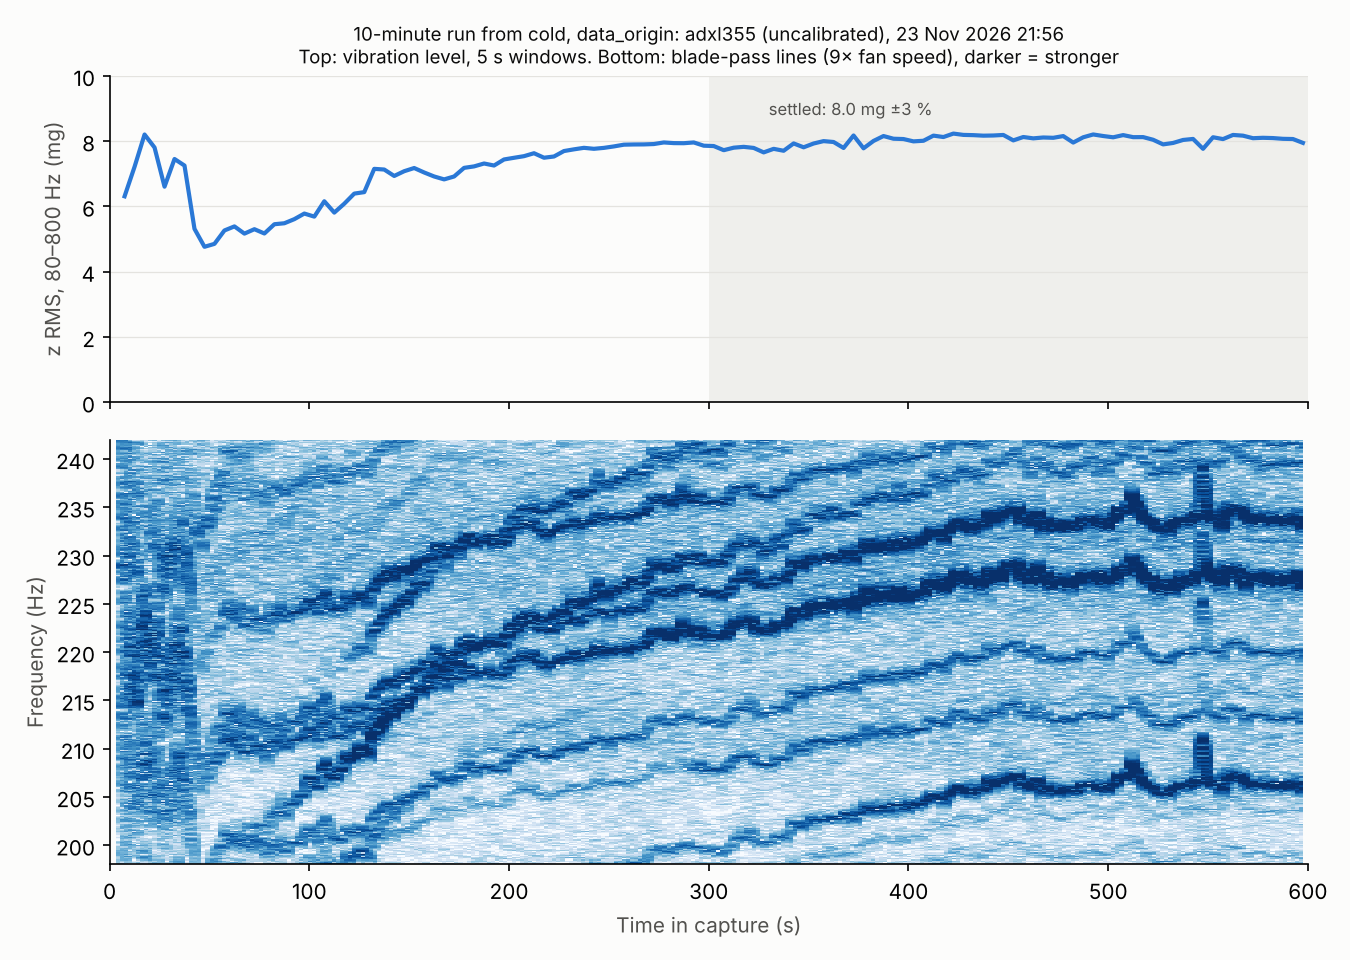 10-minute run from cold, data_origin: adxl355 (uncalibrated), 23 Nov 2026 21:56
Top: vibration level, 5 s windows. Bottom: blade-pass lines (9× fan speed), darker = stronger
10
8
6
4
2
0
z RMS, 80–800 Hz (mg)
settled: 8.0 mg ±3 %
240
235
230
225
220
215
210
205
200
Frequency (Hz)
0 100 200 300 400 500 600
Time in capture (s)